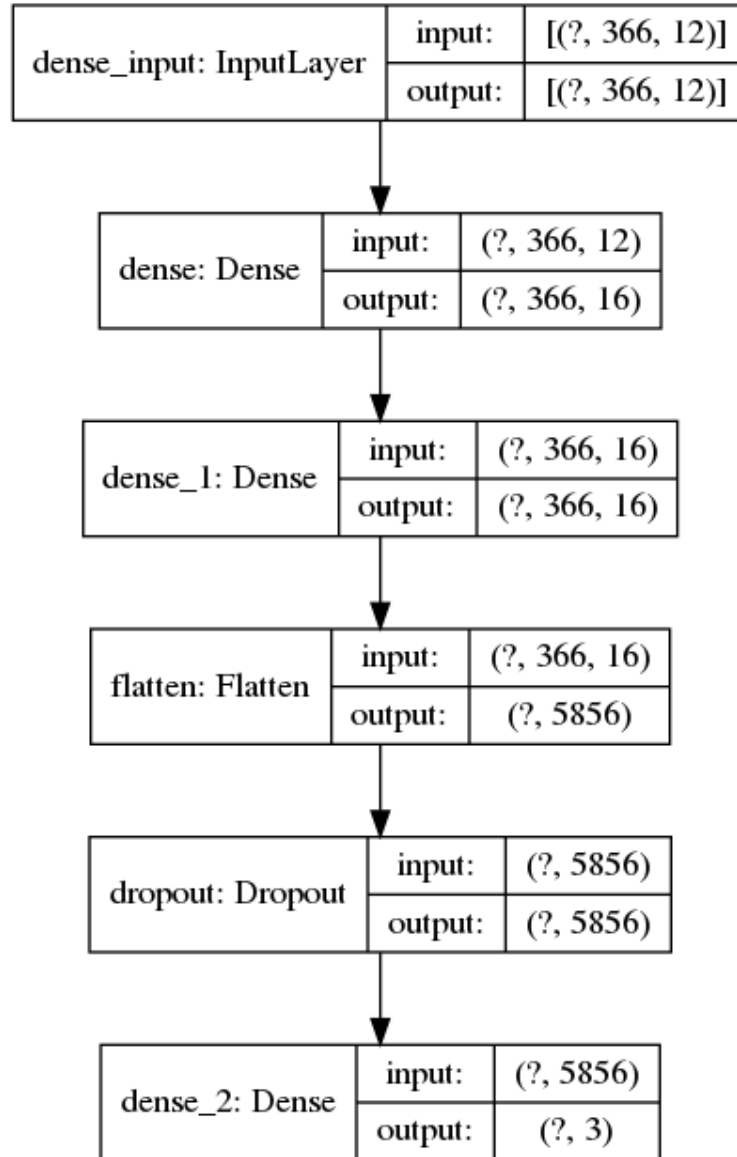 dense_input: InputLayer
input: [(?, 366, 12)]
output: [(?, 366, 12)]
dense: Dense
input: (?, 366, 12)
output: (?, 366, 16)
dense_1: Dense
input: (?, 366, 16)
output: (?, 366, 16)
flatten: Flatten
input: (?, 366, 16)
output: (?, 5856)
dropout: Dropout
input: (?, 5856)
output: (?, 5856)
dense_2: Dense
input: (?, 5856)
output: (?, 3)